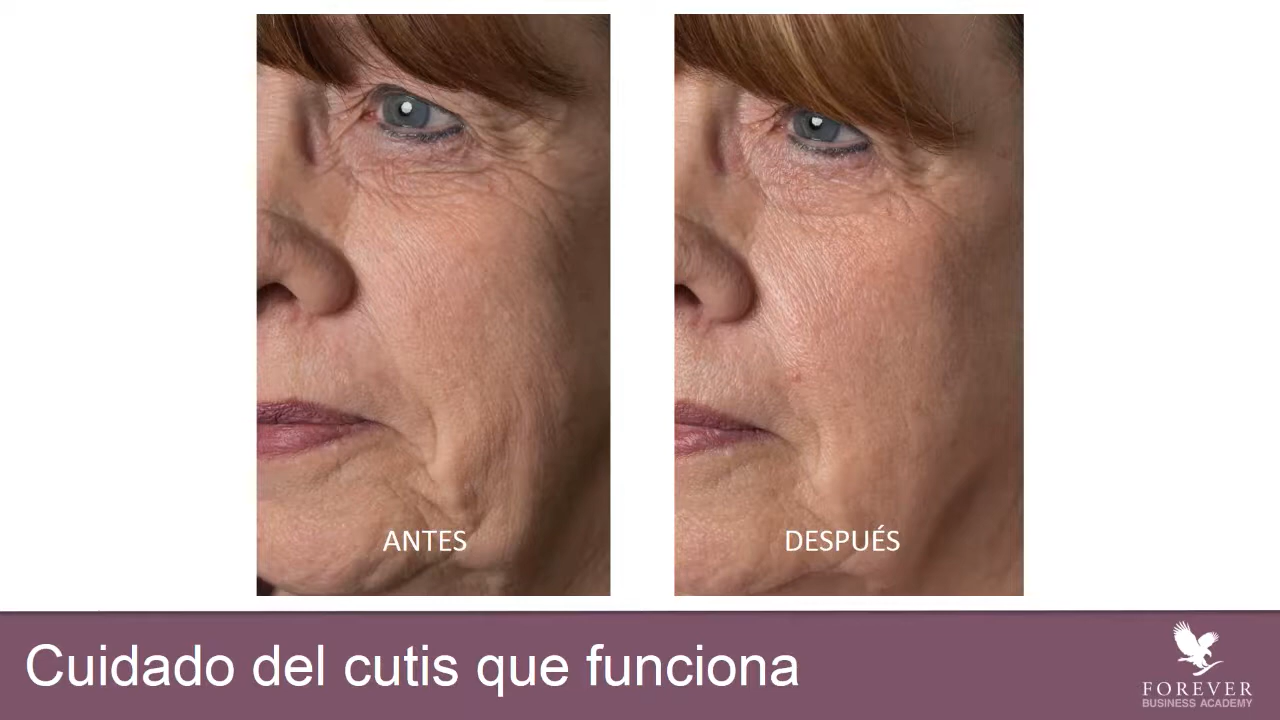 ANTES
DESPUÉS
Cuidado del cutis que funciona
FOREVER
BUSINESS ACADEMY